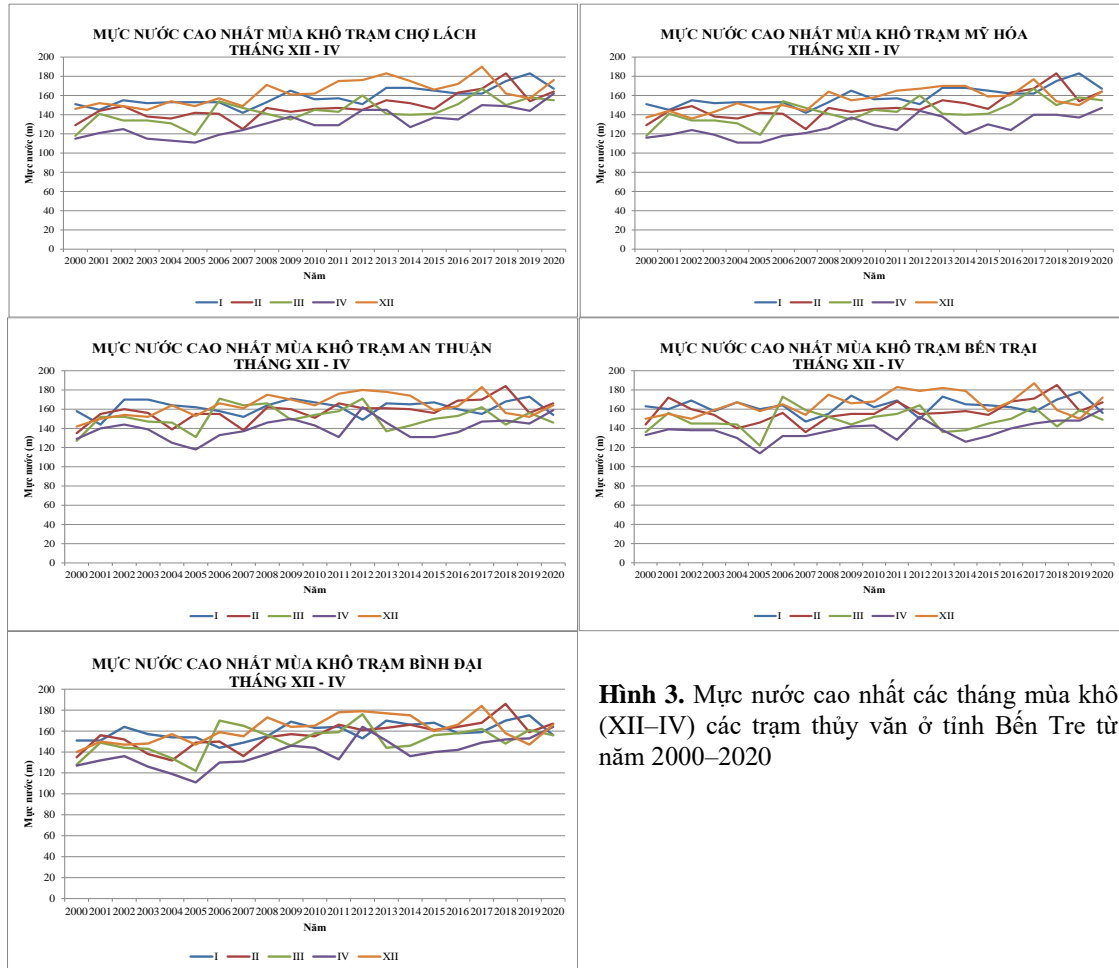 MỰC NƯỚC CAO NHẤT MÙA KHÔ TRẠM CHỢ LÁCH
THÁNG XII - IV
Mực nước (m)
200
180
160
140
120
100
80
60
40
20
0
2000 2001 2002 2003 2004 2005 2006 2007 2008 2009 2010 2011 2012 2013 2014 2015 2016 2017 2018 2019 2020
Năm
I II III IV XII
MỰC NƯỚC CAO NHẤT MÙA KHÔ TRẠM MỸ HÓA
THÁNG XII - IV
Mực nước (m)
200
180
160
140
120
100
80
60
40
20
0
2000 2001 2002 2003 2004 2005 2006 2007 2008 2009 2010 2011 2012 2013 2014 2015 2016 2017 2018 2019 2020
Năm
I II III IV XII
MỰC NƯỚC CAO NHẤT MÙA KHÔ TRẠM AN THUẬN
THÁNG XII - IV
Mực nước (m)
200
180
160
140
120
100
80
60
40
20
0
2000 2001 2002 2003 2004 2005 2006 2007 2008 2009 2010 2011 2012 2013 2014 2015 2016 2017 2018 2019 2020
Năm
I II III IV XII
MỰC NƯỚC CAO NHẤT MÙA KHÔ TRẠM BẾN TRẠI
THÁNG XII - IV
Mực nước (m)
200
180
160
140
120
100
80
60
40
20
0
2000 2001 2002 2003 2004 2005 2006 2007 2008 2009 2010 2011 2012 2013 2014 2015 2016 2017 2018 2019 2020
Năm
I II III IV XII
MỰC NƯỚC CAO NHẤT MÙA KHÔ TRẠM BÌNH ĐẠI
THÁNG XII - IV
Mực nước (m)
200
180
160
140
120
100
80
60
40
20
0
2000 2001 2002 2003 2004 2005 2006 2007 2008 2009 2010 2011 2012 2013 2014 2015 2016 2017 2018 2019 2020
Năm
I II III IV XII
Hình 3. Mực nước cao nhất các tháng mùa khô
(XII–IV) các trạm thủy văn ở tỉnh Bến Tre từ
năm 2000–2020